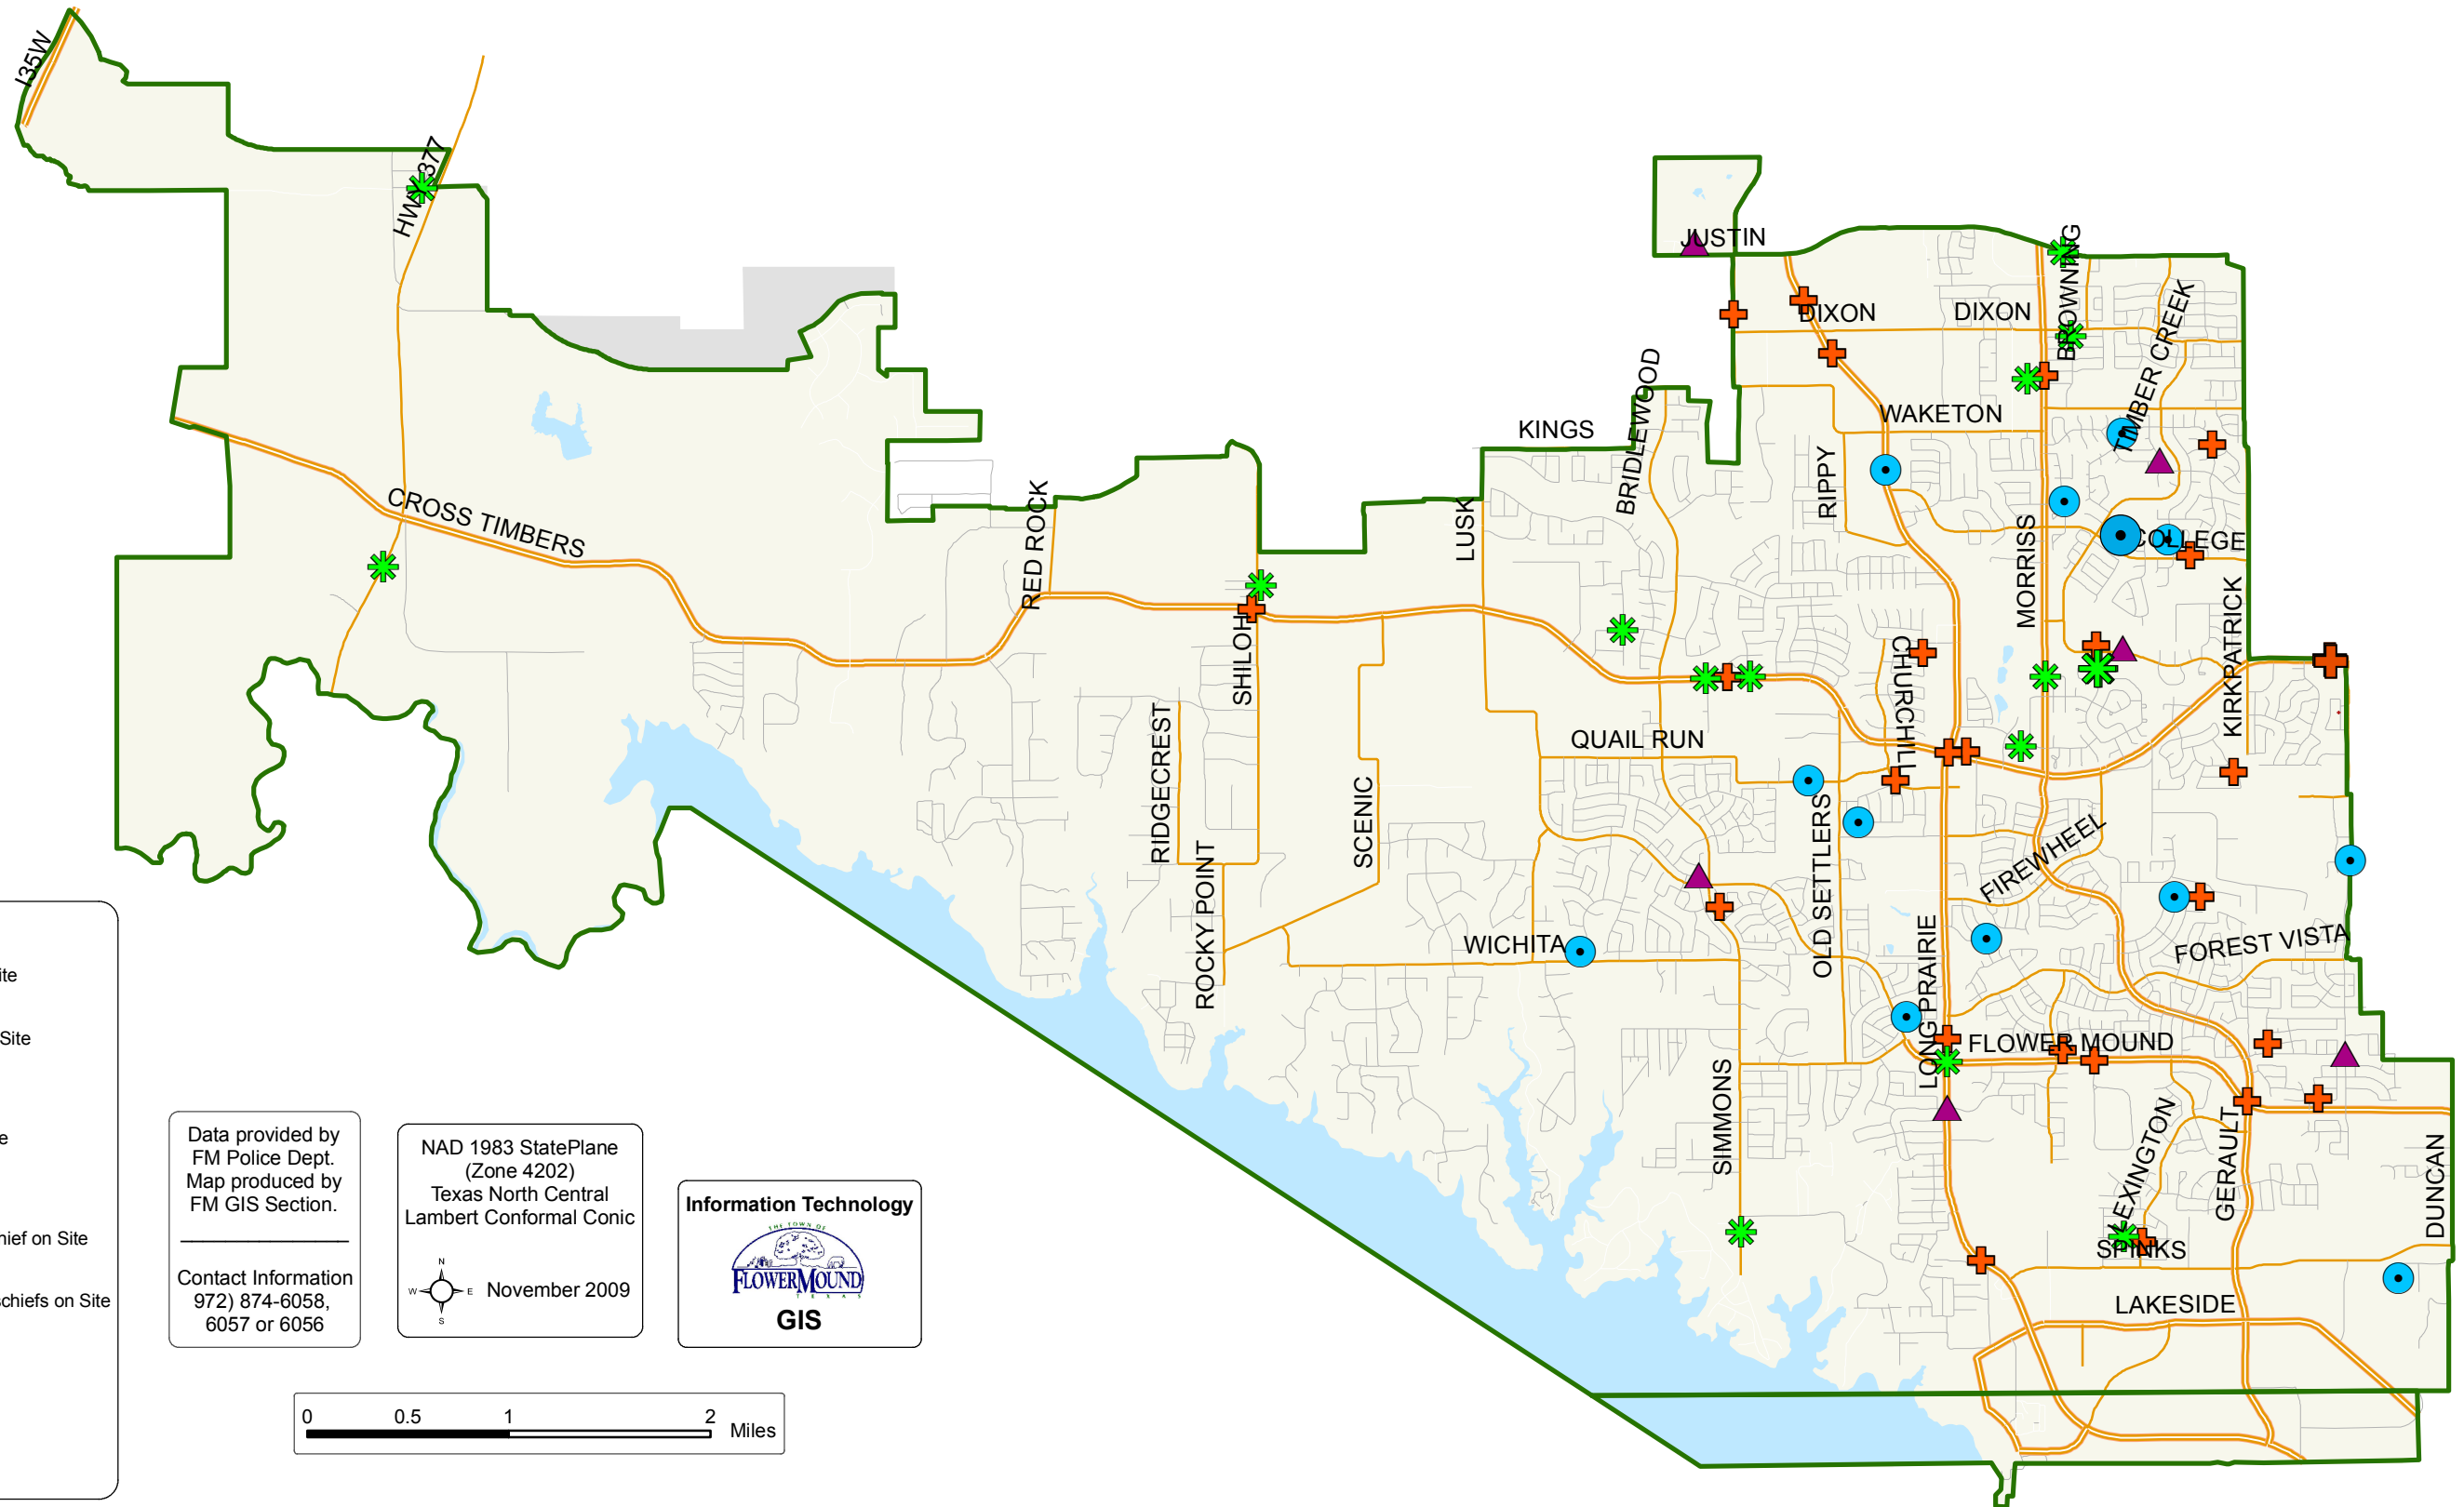 I35W
HWY 377
JUSTIN
BROWNING
DIXON
DIXON
TIMBER CREEK
BRIDLEWOOD
WAKETON
KINGS
RIPPY
LUSK
RED ROCK
CROSS TIMBERS
MORRISS
COLLEGE
KIRKPATRICK
SHILOH
CHURCHILL
RIDGECREST
QUAIL RUN
SCENIC
OLD SETTLERS
FIREWHEEL
ROCKY POINT
WICHITA
LONG PRAIRIE
FOREST VISTA
FLOWER MOUND
SIMMONS
LEXINGTON
GERAULT
DUNCAN
SPINKS
LAKESIDE
ite
Site
e
hief on Site
chiefs on Site
Data provided by
FM Police Dept.
Map produced by
FM GIS Section.
Contact Information
972) 874-6058,
6057 or 6056
NAD 1983 StatePlane
(Zone 4202)
Texas North Central
Lambert Conformal Conic
N
W E
S
November 2009
Information Technology
THE TOWN OF
FLOWER MOUND
TEXAS
GIS
0 0.5 1 2 Miles